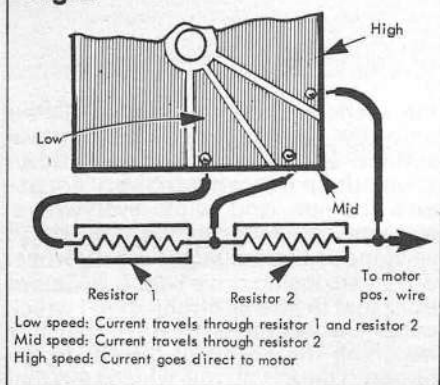 High
Low
Mid
Resistor 1
Resistor 2
To motor
pos. wire
Low speed: Current travels through resistor 1 and resistor 2
Mid speed: Current travels through resistor 2
High speed: Current goes direct to motor